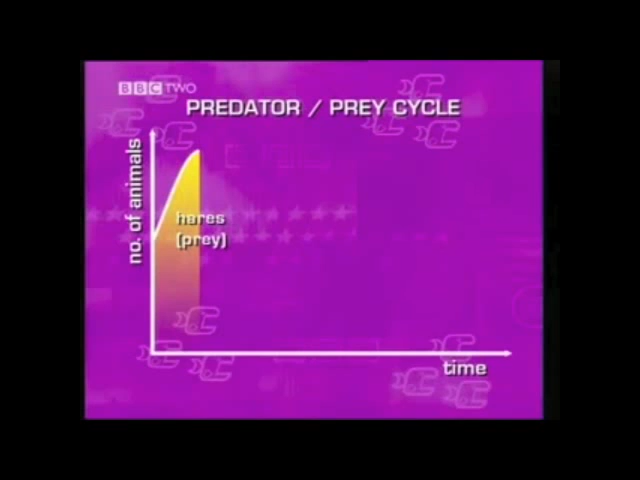 BBC TWO
PREDATOR / PREY CYCLE
no. of animals
hares
(prey)
time